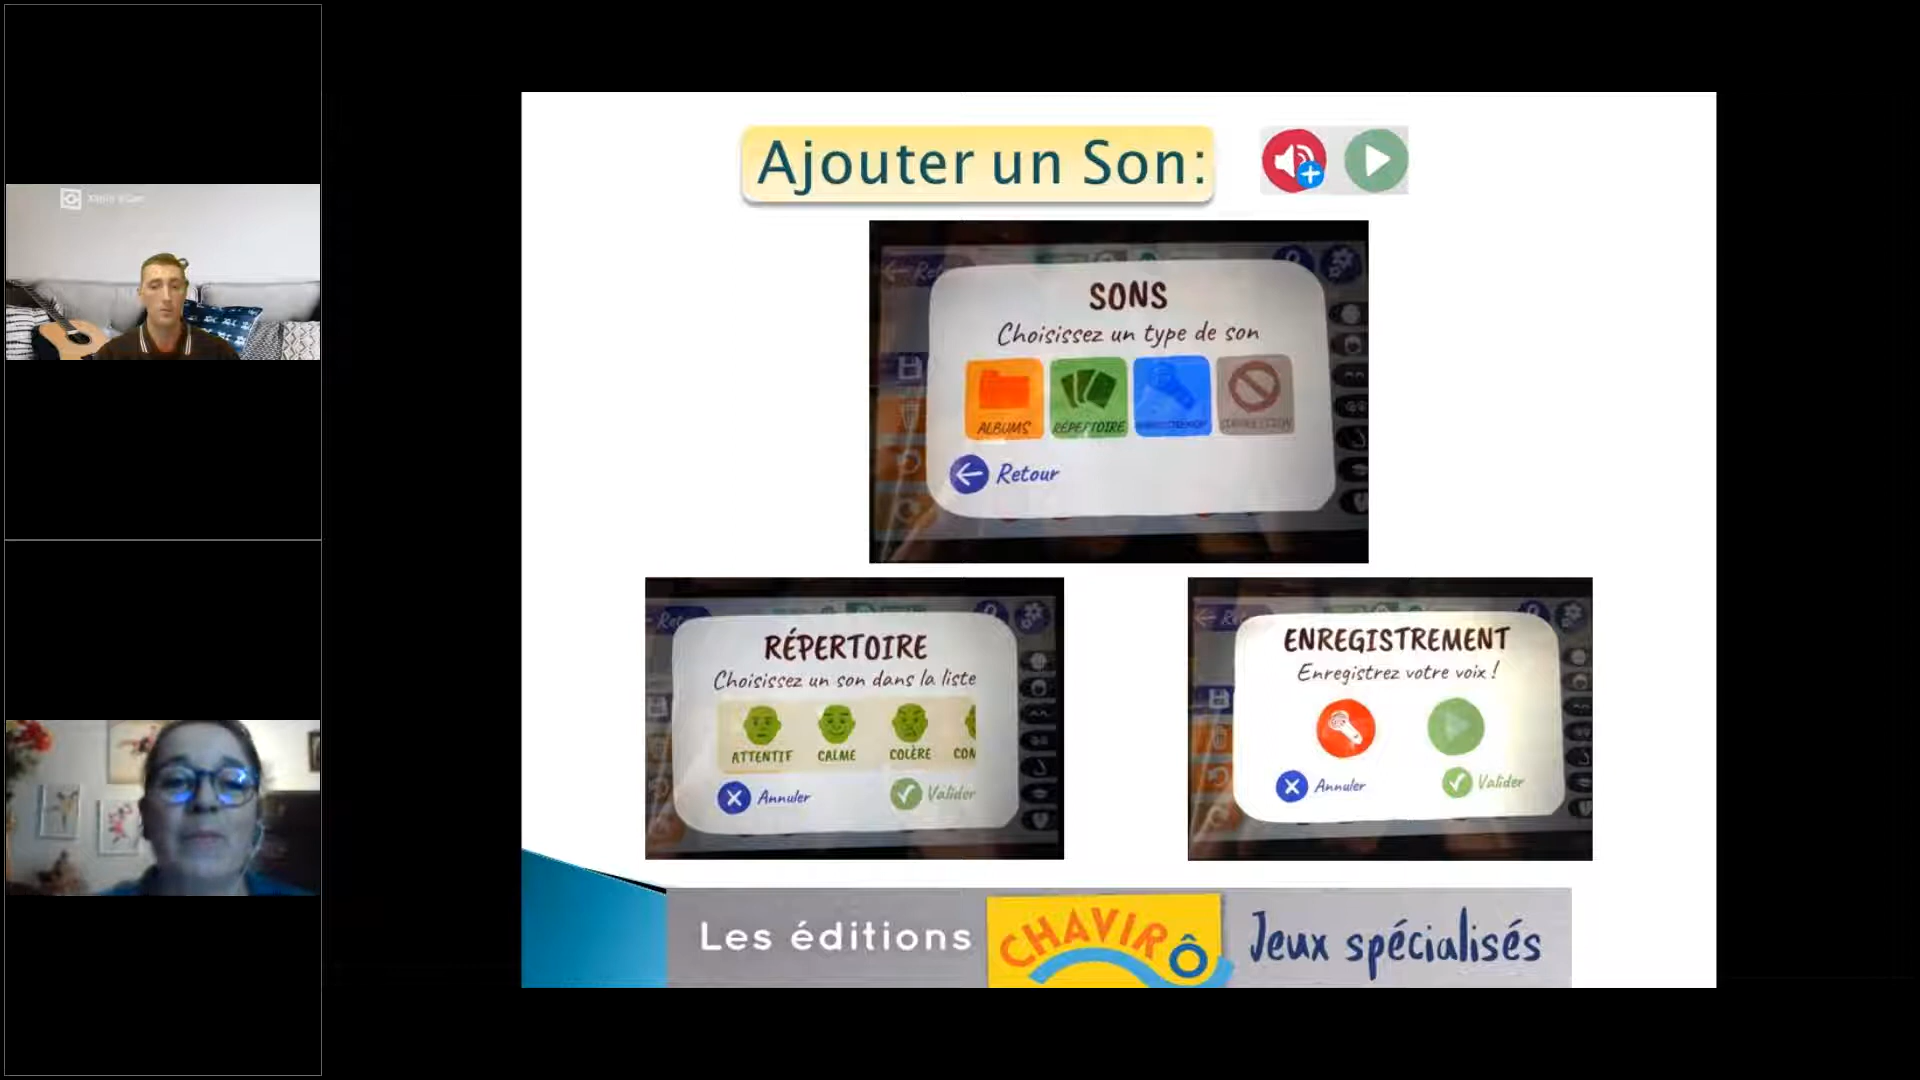 Ajouter un Son:
SONS
Choisissez un type de son
ALBUMS
RÉPERTOIRE
Retour
RÉPERTOIRE
Choisissez un son dans la liste
ATTENTIF
CALME
COLÈRE
CON
Annuler
Valider
ENREGISTREMENT
Enregistrez votre voix !
Annuler
Valider
Les éditions
CHAVIRÔ
Jeux spécialisés